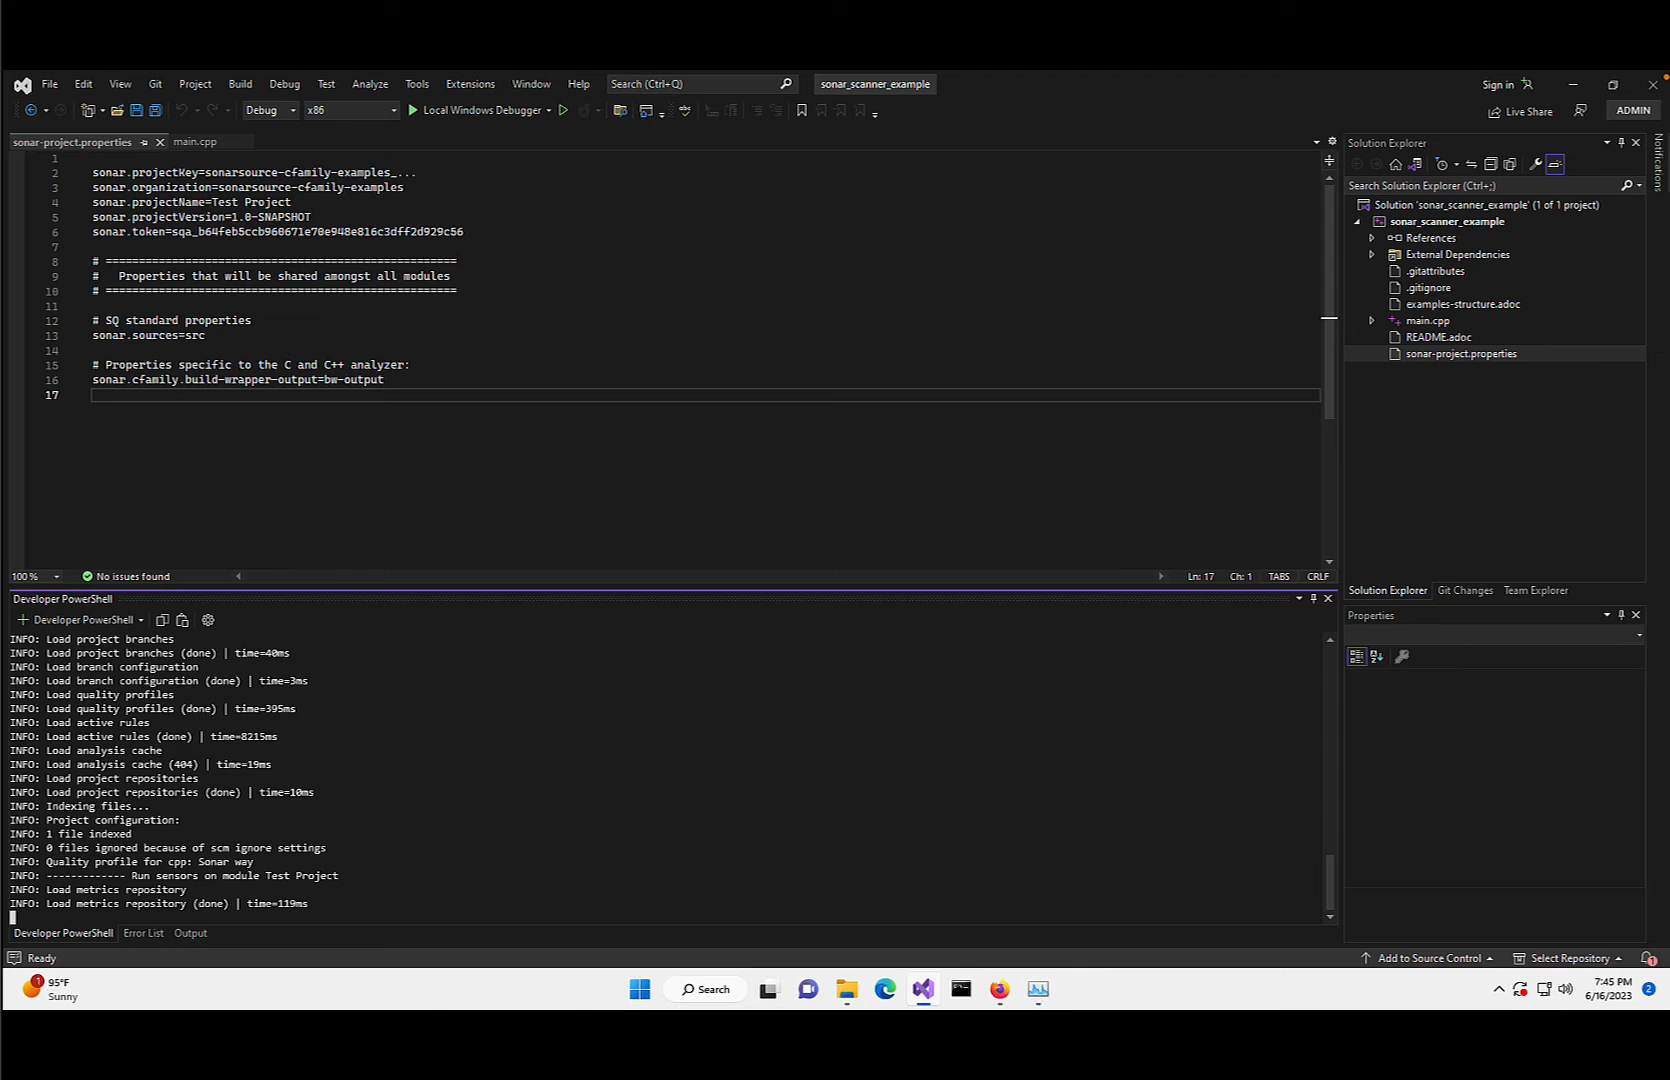 File Edit View Git Project Build Debug Test Analyze Tools Extensions Window Help Search (Ctrl+Q) sonar_scanner_example Sign in
Debug x86 Local Windows Debugger Live Share ADMIN
sonar-project.properties main.cpp
1
2 sonar.projectKey=sonarsource-cfamily-examples_...
3 sonar.organization=sonarsource-cfamily-examples
4 sonar.projectName=Test Project
5 sonar.projectVersion=1.0-SNAPSHOT
6 sonar.token=sqa_b64feb5ccb960671e70e948e816c3dff2d929c56
7
8 # =====================================================
9 # Properties that will be shared amongst all modules
10 # =====================================================
11
12 # SQ standard properties
13 sonar.sources=src
14
15 # Properties specific to the C and C++ analyzer:
16 sonar.cfamily.build-wrapper-output=bw-output
17
100 % No issues found Ln: 17 Ch: 1 TABS CRLF
Developer PowerShell
Developer PowerShell
INFO: Load project branches
INFO: Load project branches (done) | time=40ms
INFO: Load branch configuration
INFO: Load branch configuration (done) | time=3ms
INFO: Load quality profiles
INFO: Load quality profiles (done) | time=395ms
INFO: Load active rules
INFO: Load active rules (done) | time=8215ms
INFO: Load analysis cache
INFO: Load analysis cache (404) | time=19ms
INFO: Load project repositories
INFO: Load project repositories (done) | time=10ms
INFO: Indexing files...
INFO: Project configuration:
INFO: 1 file indexed
INFO: 0 files ignored because of scm ignore settings
INFO: Quality profile for cpp: Sonar way
INFO: ------------- Run sensors on module Test Project
INFO: Load metrics repository
INFO: Load metrics repository (done) | time=119ms
Developer PowerShell Error List Output
Solution Explorer
Search Solution Explorer (Ctrl+;)
Solution 'sonar_scanner_example' (1 of 1 project)
sonar_scanner_example
References
External Dependencies
.gitattributes
.gitignore
examples-structure.adoc
main.cpp
README.adoc
sonar-project.properties
Solution Explorer Git Changes Team Explorer
Properties
Notifications
Ready Add to Source Control Select Repository 1
1 95°F
Sunny
Search
7:45 PM
6/16/2023 2